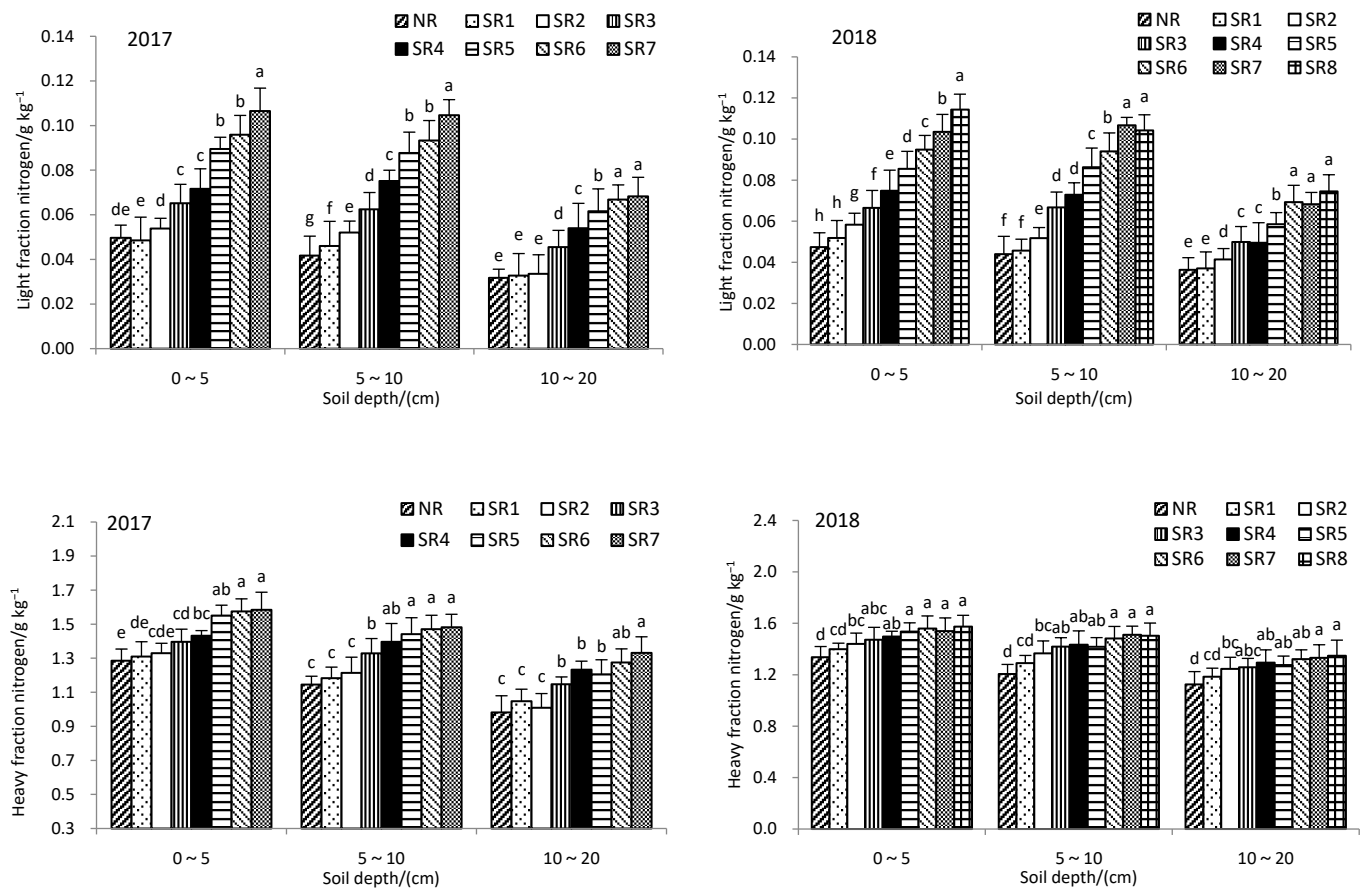 2017
NR SR1 SR2 SR3
SR4 SR5 SR6 SR7
Light fraction nitrogen/g kg⁻¹
0.14
0.12
0.10
0.08
0.06
0.04
0.02
0.00
de e d c c b b a
g f e d c b b a
e e e d c b a a
0 ~ 5 5 ~ 10 10 ~ 20
Soil depth/(cm)
2018
NR SR1 SR2
SR3 SR4 SR5
SR6 SR7 SR8
Light fraction nitrogen/g kg⁻¹
0.14
0.12
0.10
0.08
0.06
0.04
0.02
0.00
h h g f e d c b a
f f e d d c b a a
e e d c c b a a a
0 ~ 5 5 ~ 10 10 ~ 20
Soil depth/(cm)
2017
NR SR1 SR2 SR3
SR4 SR5 SR6 SR7
Heavy fraction nitrogen/g kg⁻¹
2.1
1.9
1.7
1.5
1.3
1.1
0.9
0.7
0.5
0.3
e de cde cd bc ab a a
c c c b ab a a a
c c c b b b ab a
0 ~ 5 5 ~ 10 10 ~ 20
Soil depth/(cm)
2018
NR SR1 SR2
SR3 SR4 SR5
SR6 SR7 SR8
Heavy fraction nitrogen/g kg⁻¹
2.4
2.0
1.6
1.2
0.8
0.4
0.0
d cd bc abc ab a a a a
d cd bc ab ab ab a a a
d cd bc abc ab ab ab a a
0 ~ 5 5 ~ 10 10 ~ 20
Soil depth/(cm)